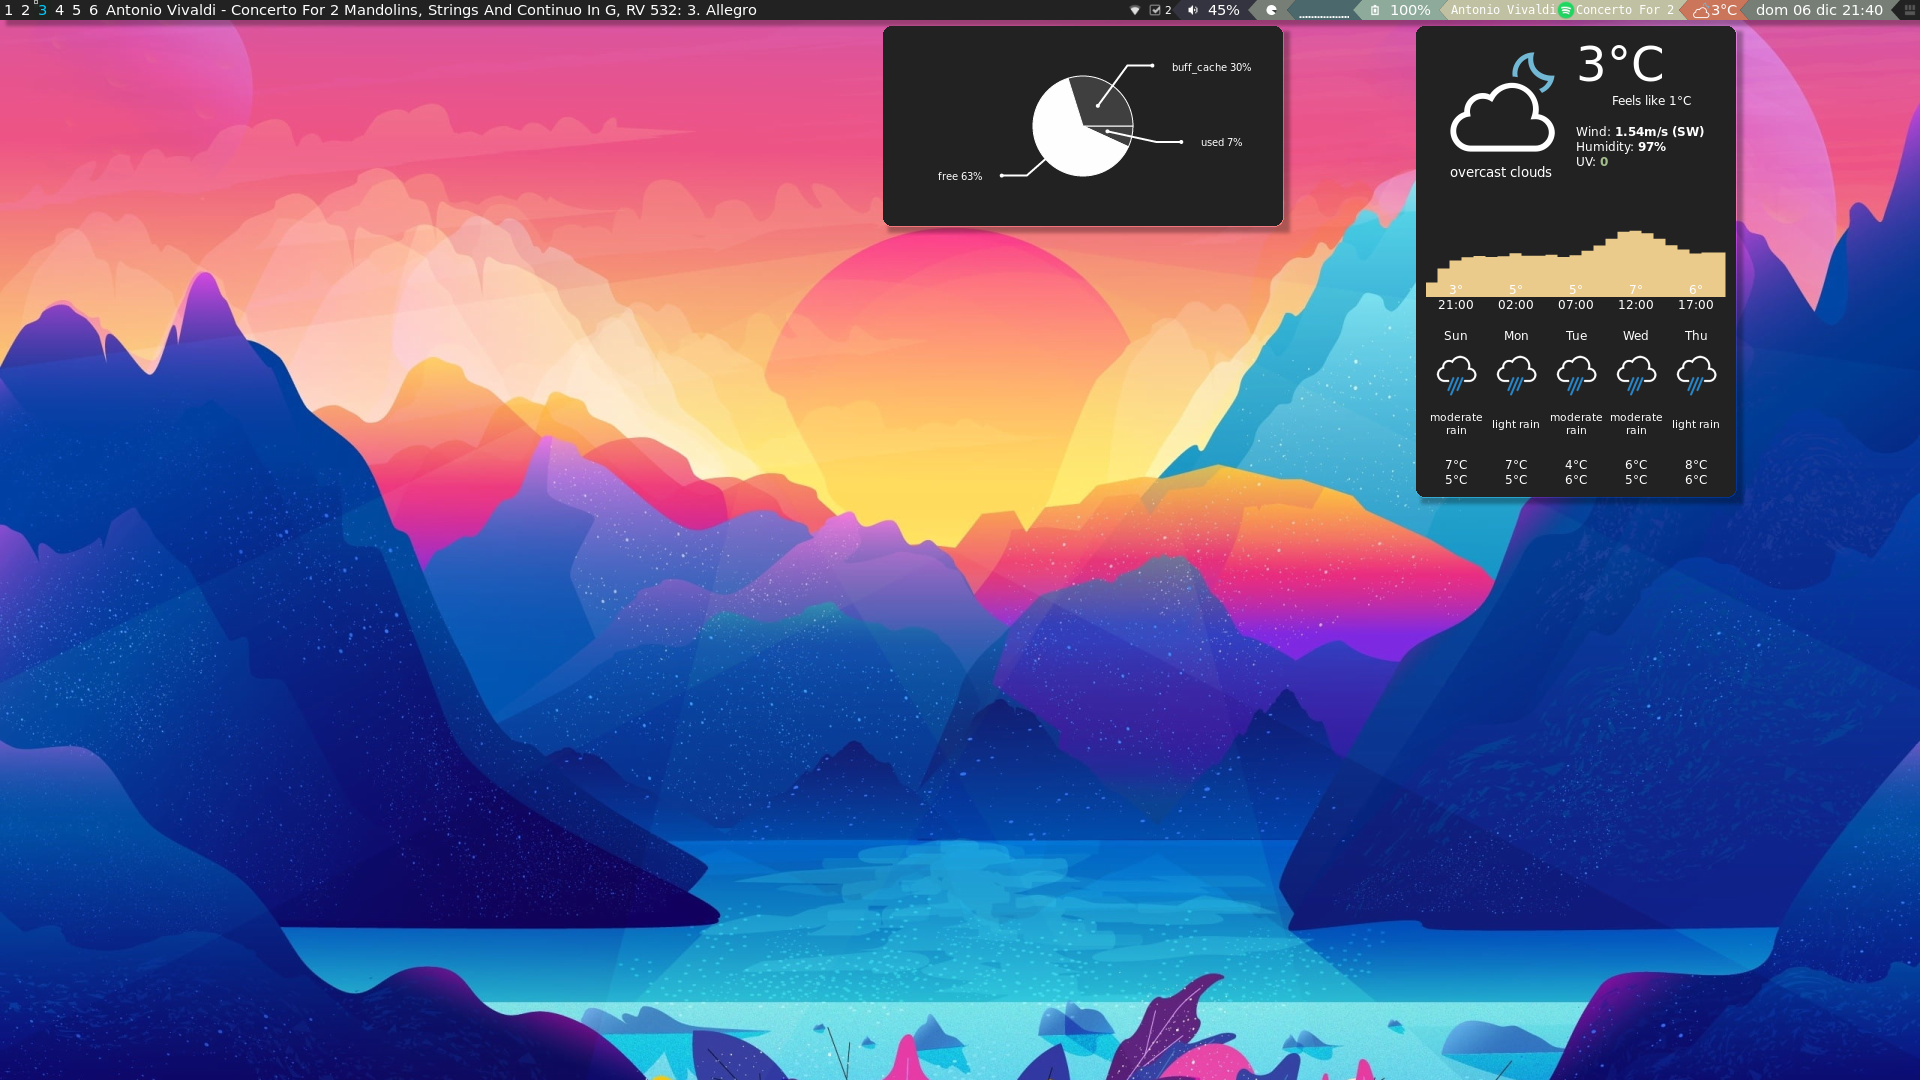 1 2 3 4 5 6 Antonio Vivaldi - Concerto For 2 Mandolins, Strings And Continuo In G, RV 532: 3. Allegro 2 45% 100% Antonio Vivaldi Concerto For 2 3°C dom 06 dic 21:40
buff_cache 30%
used 7%
free 63%
3°C
Feels like 1°C
Wind: 1.54m/s (SW)
Humidity: 97%
UV: 0
overcast clouds
3° 5° 5° 7° 6°
21:00 02:00 07:00 12:00 17:00
Sun Mon Tue Wed Thu
moderate rain light rain moderate rain moderate rain light rain
7°C 7°C 4°C 6°C 8°C
5°C 5°C 6°C 5°C 6°C